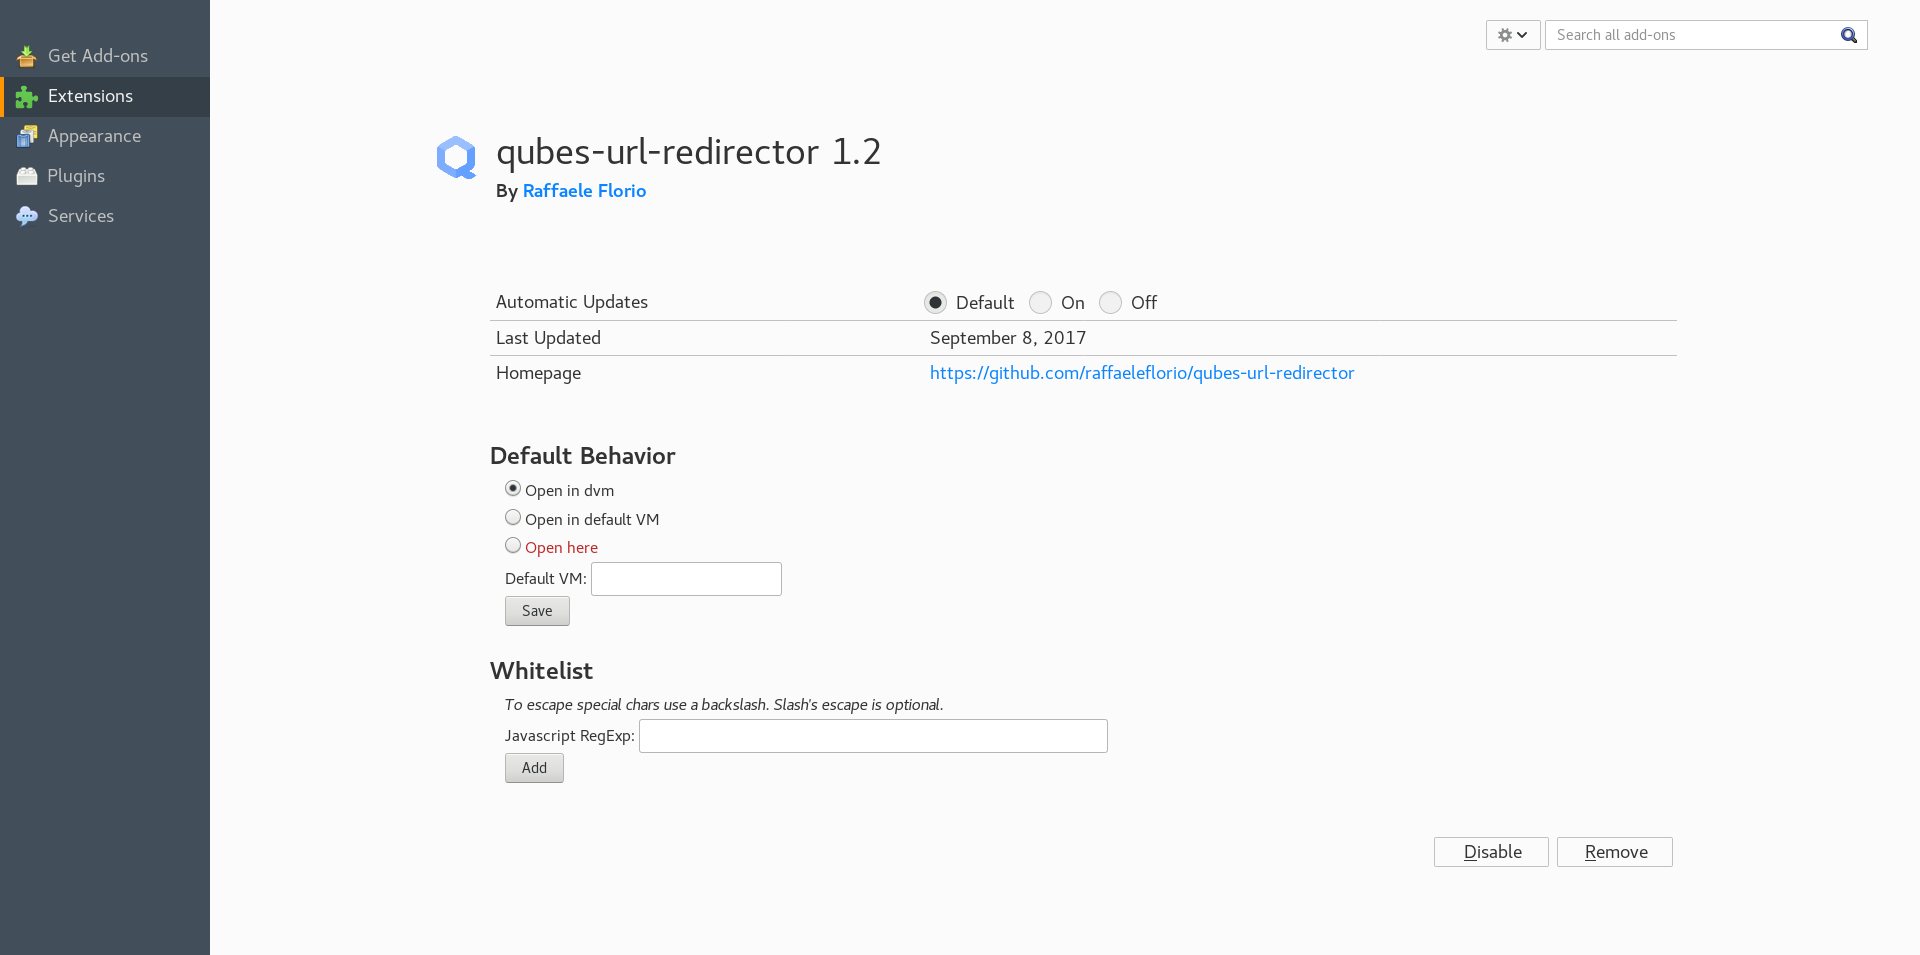 Get Add-ons
Extensions
Appearance
Plugins
Services
Search all add-ons
qubes-url-redirector 1.2
By Raffaele Florio
Automatic Updates Default On Off
Last Updated September 8, 2017
Homepage https://github.com/raffaeleflorio/qubes-url-redirector
Default Behavior
Open in dvm
Open in default VM
Open here
Default VM:
Save
Whitelist
To escape special chars use a backslash. Slash's escape is optional.
Javascript RegExp:
Add
Disable Remove